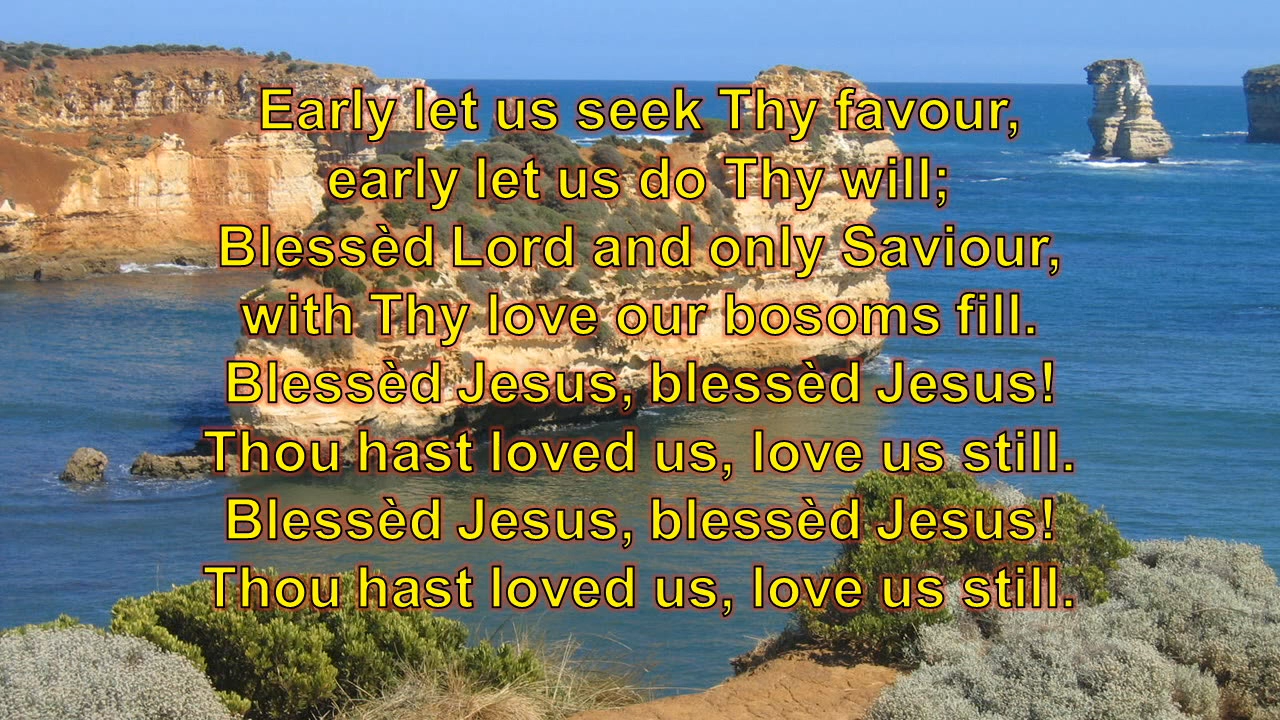 Early let us seek Thy favour,
early let us do Thy will;
Blessèd Lord and only Saviour,
with Thy love our bosoms fill.
Blessèd Jesus, blessèd Jesus!
Thou hast loved us, love us still.
Blessèd Jesus, blessèd Jesus!
Thou hast loved us, love us still.